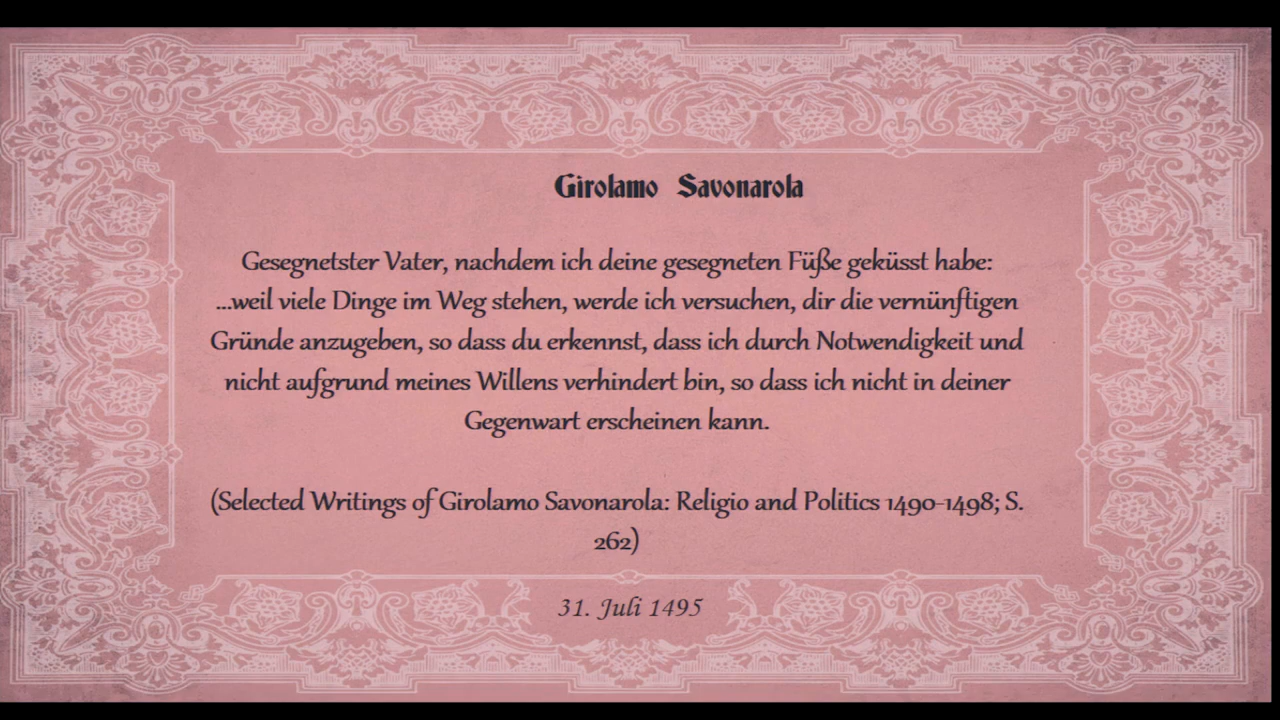 Girolamo Savonarola
Gesegnetster Vater, nachdem ich deine gesegneten Füße geküsst habe:
...weil viele Dinge im Weg stehen, werde ich versuchen, dir die vernünftigen
Gründe anzugeben, so dass du erkennst, dass ich durch Notwendigkeit und
nicht aufgrund meines Willens verhindert bin, so dass ich nicht in deiner
Gegenwart erscheinen kann.
(Selected Writings of Girolamo Savonarola: Religio and Politics 1490-1498; S.
262)
31. Juli 1495